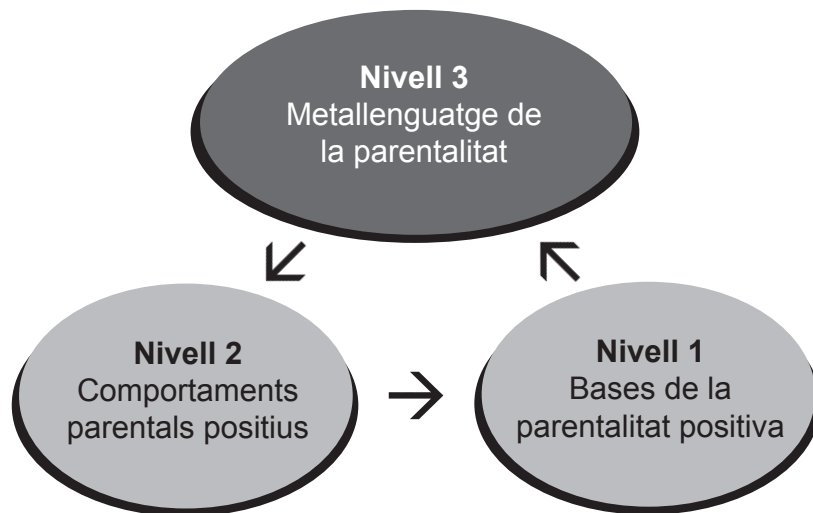 Nivell 3
Metallenguatge de
la parentalitat
Nivell 2
Comportaments
parentals positius
Nivell 1
Bases de la
parentalitat positiva